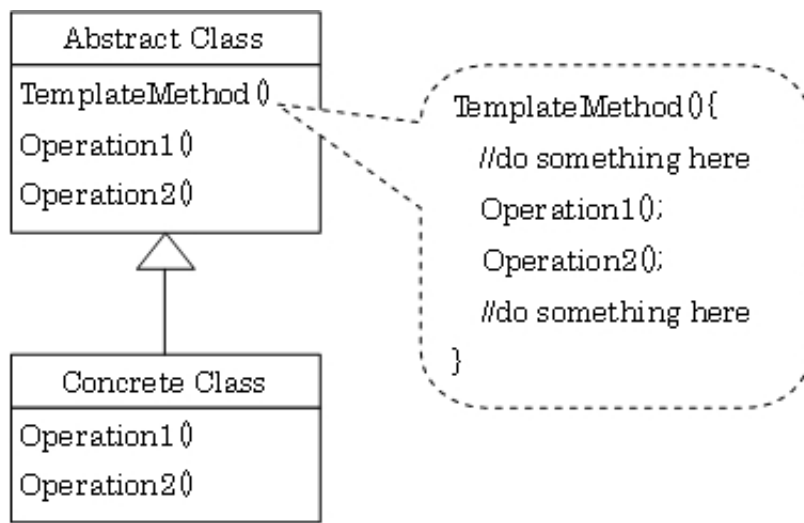 Abstract Class
TemplateMethod()
Operation1()
Operation2()
TemplateMethod(){
//do something here
Operation1();
Operation2();
//do something here
}
Concrete Class
Operation1()
Operation2()